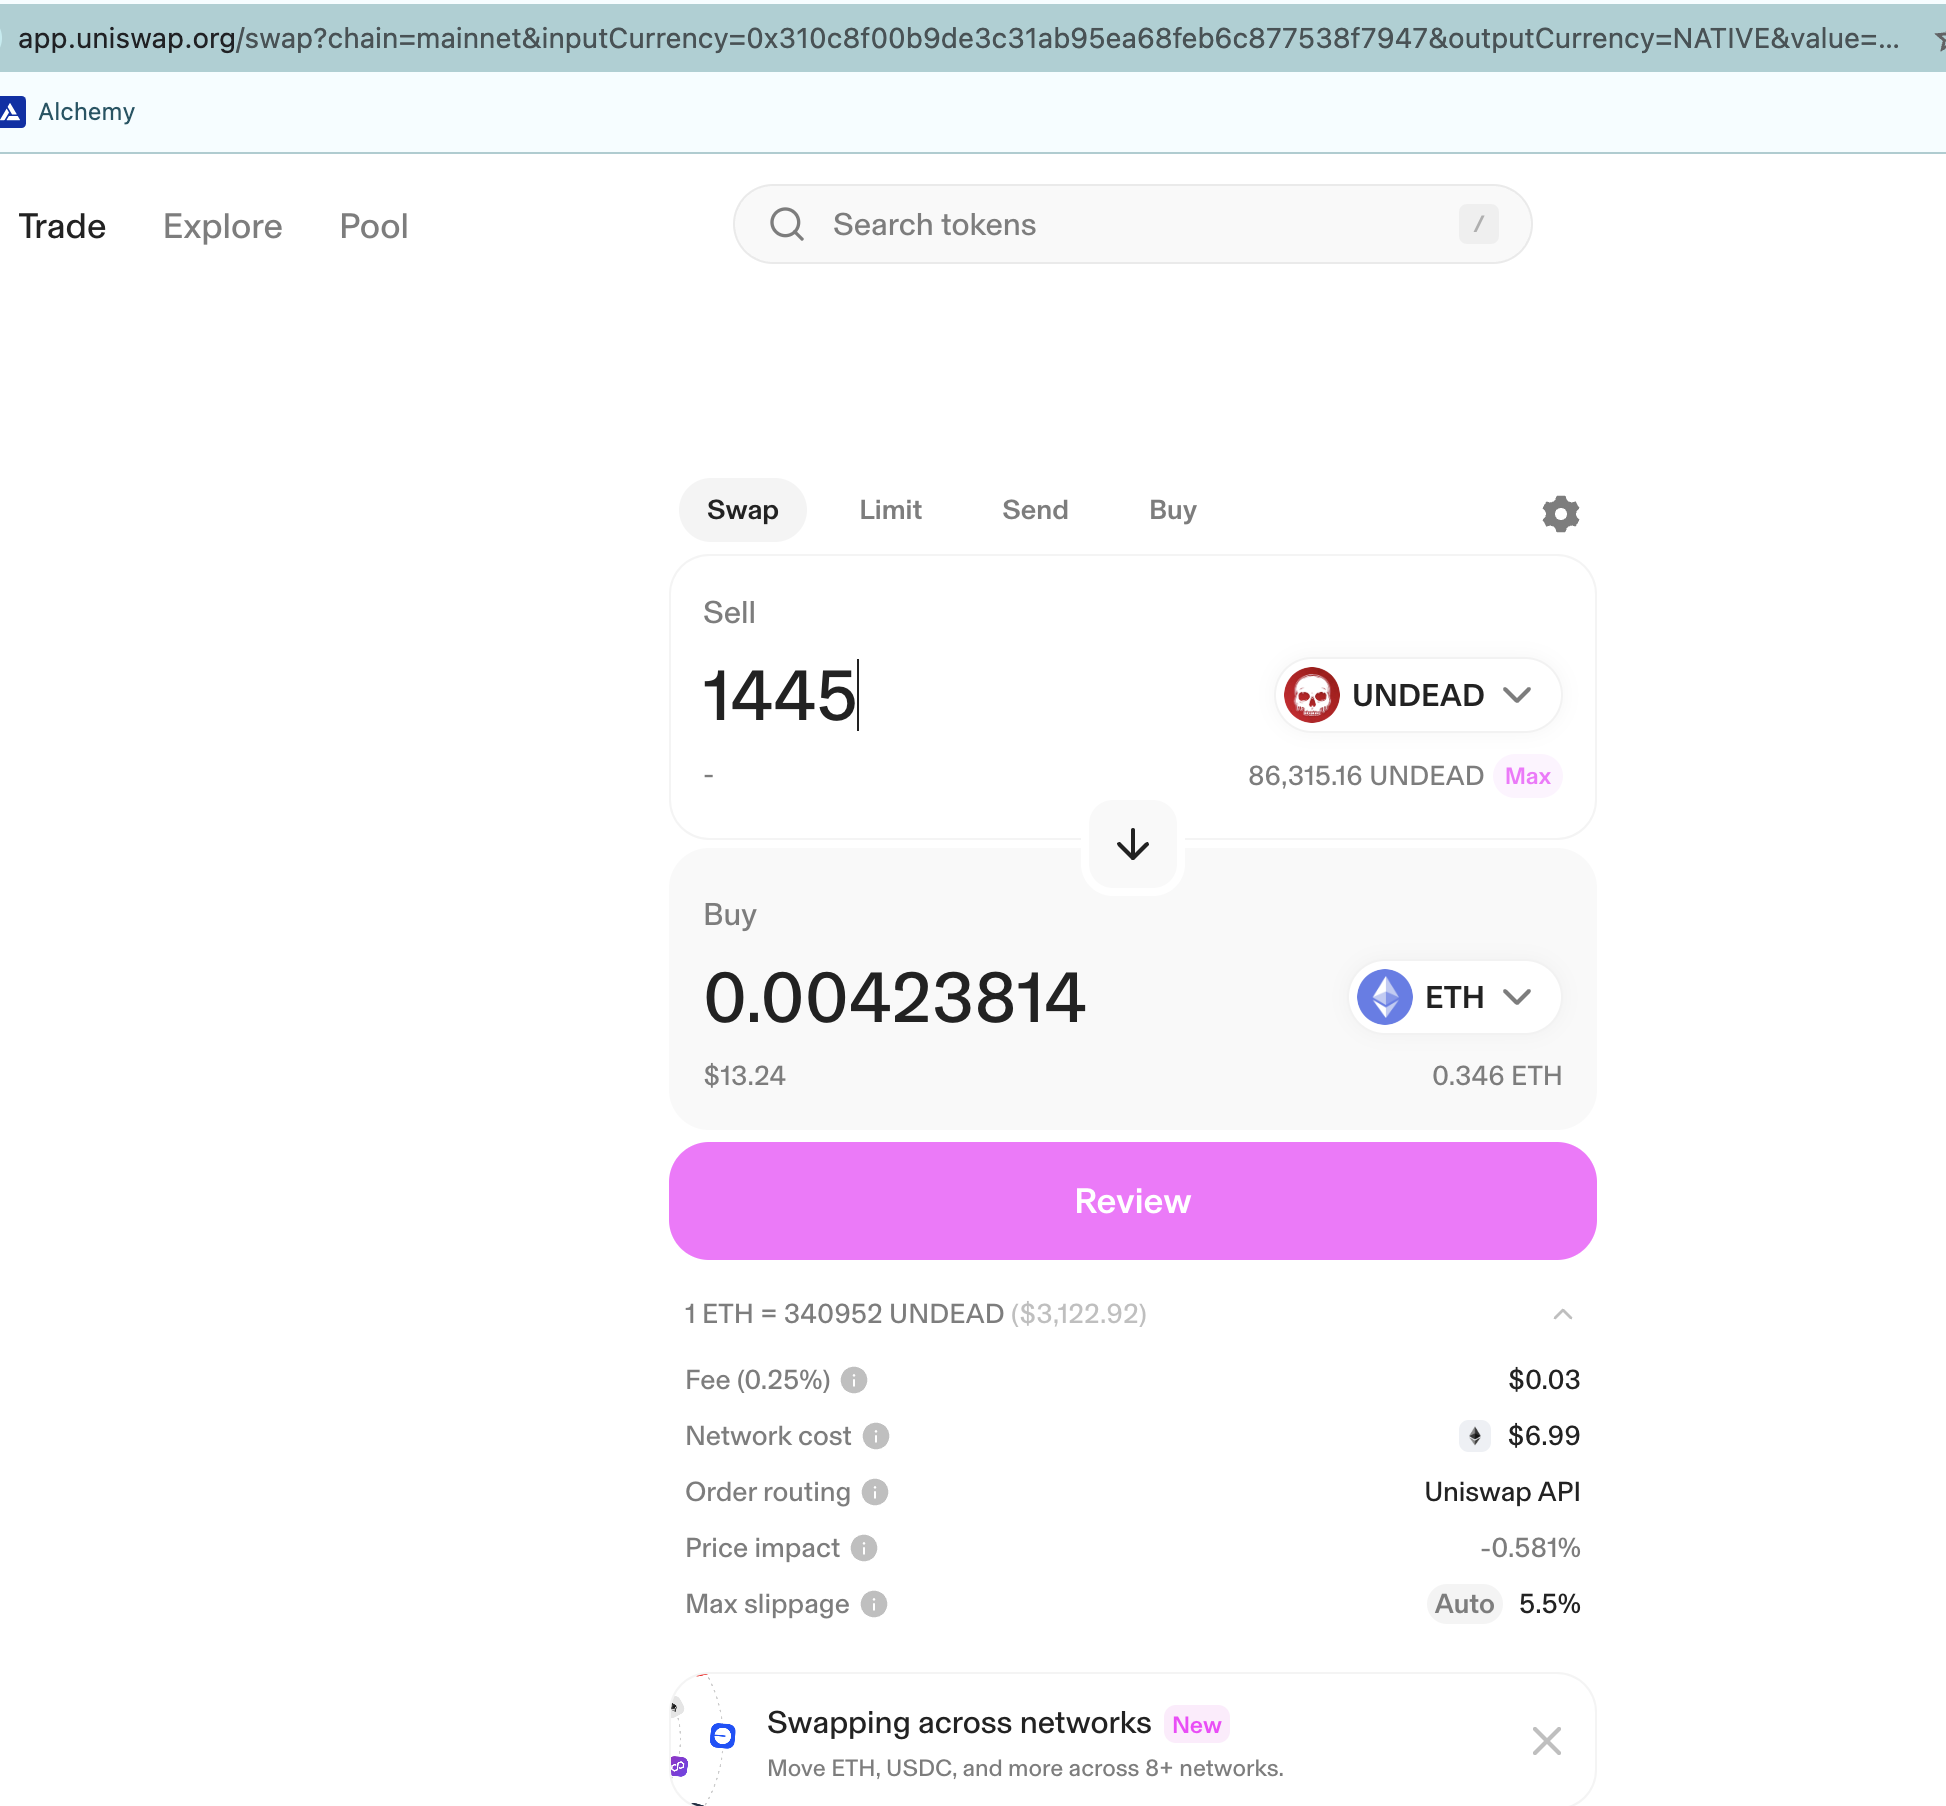 app.uniswap.org/swap?chain=mainnet&inputCurrency=0x310c8f00b9de3c31ab95ea68feb6c877538f7947&outputCurrency=NATIVE&value=...
Alchemy
Trade Explore Pool Search tokens /
Swap Limit Send Buy
Sell
1445 UNDEAD
- 86,315.16 UNDEAD Max
Buy
0.00423814 ETH
$13.24 0.346 ETH
Review
1 ETH = 340952 UNDEAD ($3,122.92)
Fee (0.25%) $0.03
Network cost $6.99
Order routing Uniswap API
Price impact -0.581%
Max slippage Auto 5.5%
Swapping across networks New
Move ETH, USDC, and more across 8+ networks.